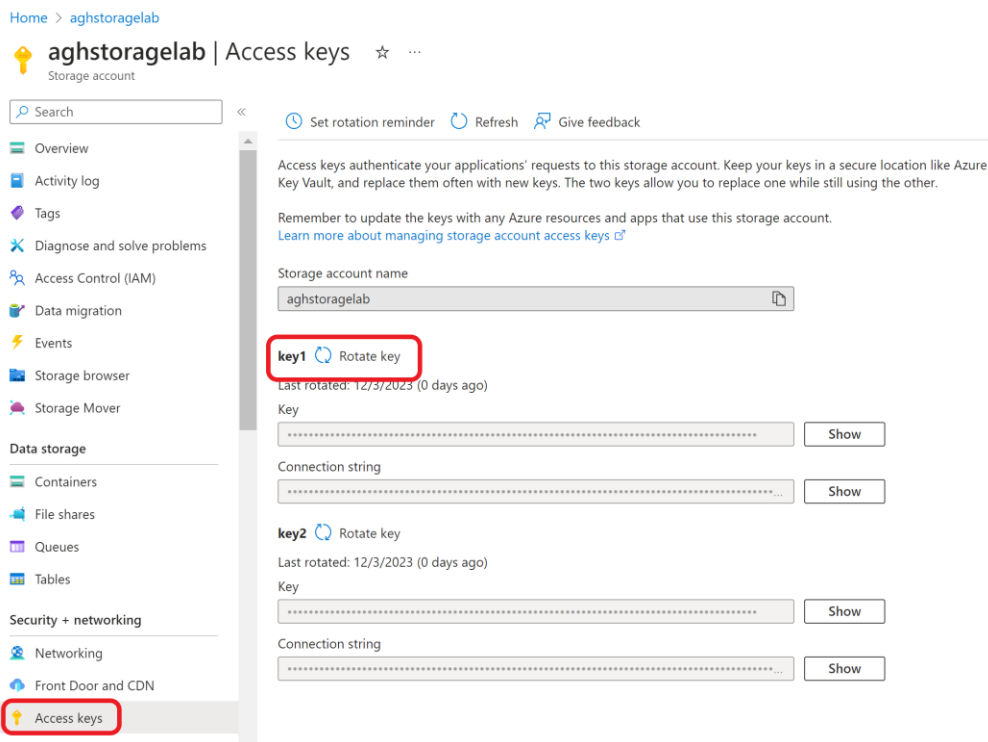 Home > aghstoragelab
aghstoragelab | Access keys ☆ ···
Storage account
Search «
Overview
Activity log
Tags
Diagnose and solve problems
Access Control (IAM)
Data migration
Events
Storage browser
Storage Mover
Data storage
Containers
File shares
Queues
Tables
Security + networking
Networking
Front Door and CDN
Access keys
Set rotation reminder Refresh Give feedback
Access keys authenticate your applications' requests to this storage account. Keep your keys in a secure location like Azure
Key Vault, and replace them often with new keys. The two keys allow you to replace one while still using the other.
Remember to update the keys with any Azure resources and apps that use this storage account.
Learn more about managing storage account access keys
Storage account name
aghstoragelab
key1 Rotate key
Last rotated: 12/3/2023 (0 days ago)
Key
Show
Connection string
... Show
key2 Rotate key
Last rotated: 12/3/2023 (0 days ago)
Key
Show
Connection string
... Show